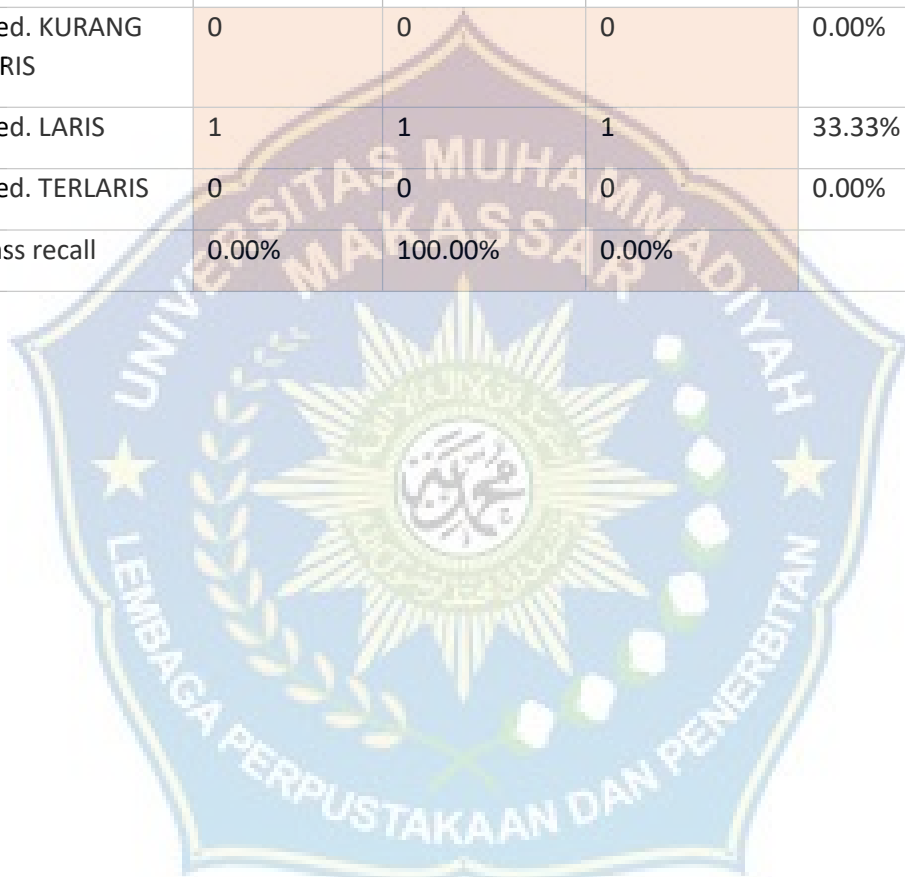 ed. KURANG 0 0 0 0.00%
RIS
ed. LARIS 1 1 1 33.33%
ed. TERLARIS 0 0 0 0.00%
ass recall 0.00% 100.00% 0.00%
UNIVERSITAS MUHAMMADIYAH
MAKASSAR
LEMBAGA PERPUSTAKAAN DAN PENERBITAN